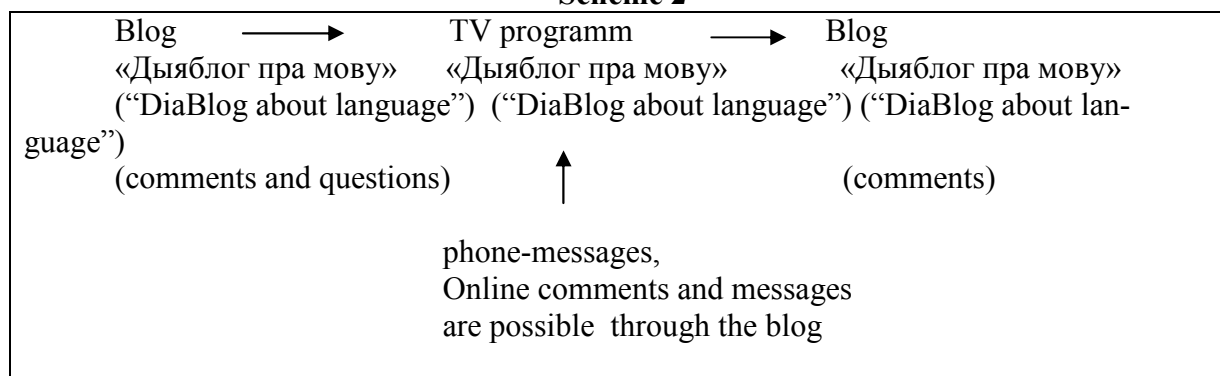 Scheme 2
Blog TV programm Blog
«Дыяблог пра мову» «Дыяблог пра мову» «Дыяблог пра мову»
(“DiaBlog about language”) (“DiaBlog about language”) (“DiaBlog about lan-
guage”)
(comments and questions) (comments)
phone-messages,
Online comments and messages
are possible through the blog